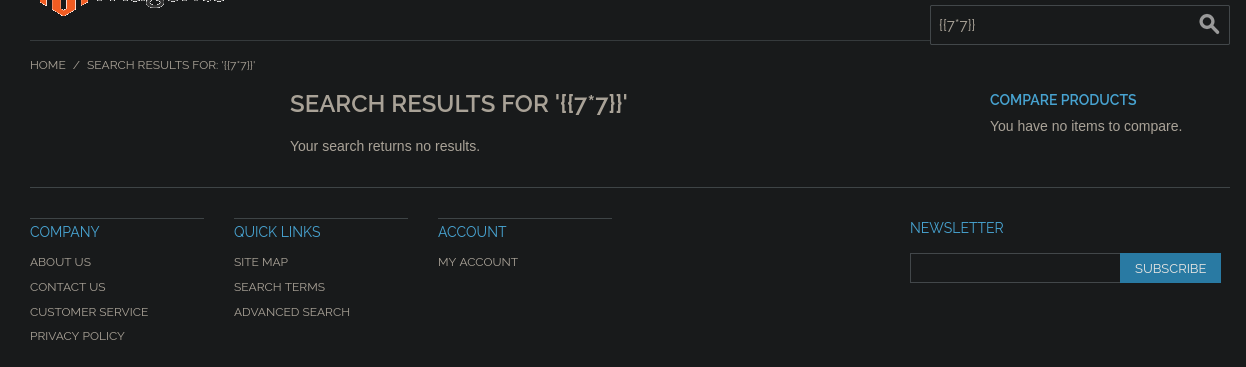 {{7*7}}
HOME / SEARCH RESULTS FOR: '{{7*7}}'
SEARCH RESULTS FOR '{{7*7}}'
Your search returns no results.
COMPARE PRODUCTS
You have no items to compare.
COMPANY
ABOUT US
CONTACT US
CUSTOMER SERVICE
PRIVACY POLICY
QUICK LINKS
SITE MAP
SEARCH TERMS
ADVANCED SEARCH
ACCOUNT
MY ACCOUNT
NEWSLETTER
SUBSCRIBE